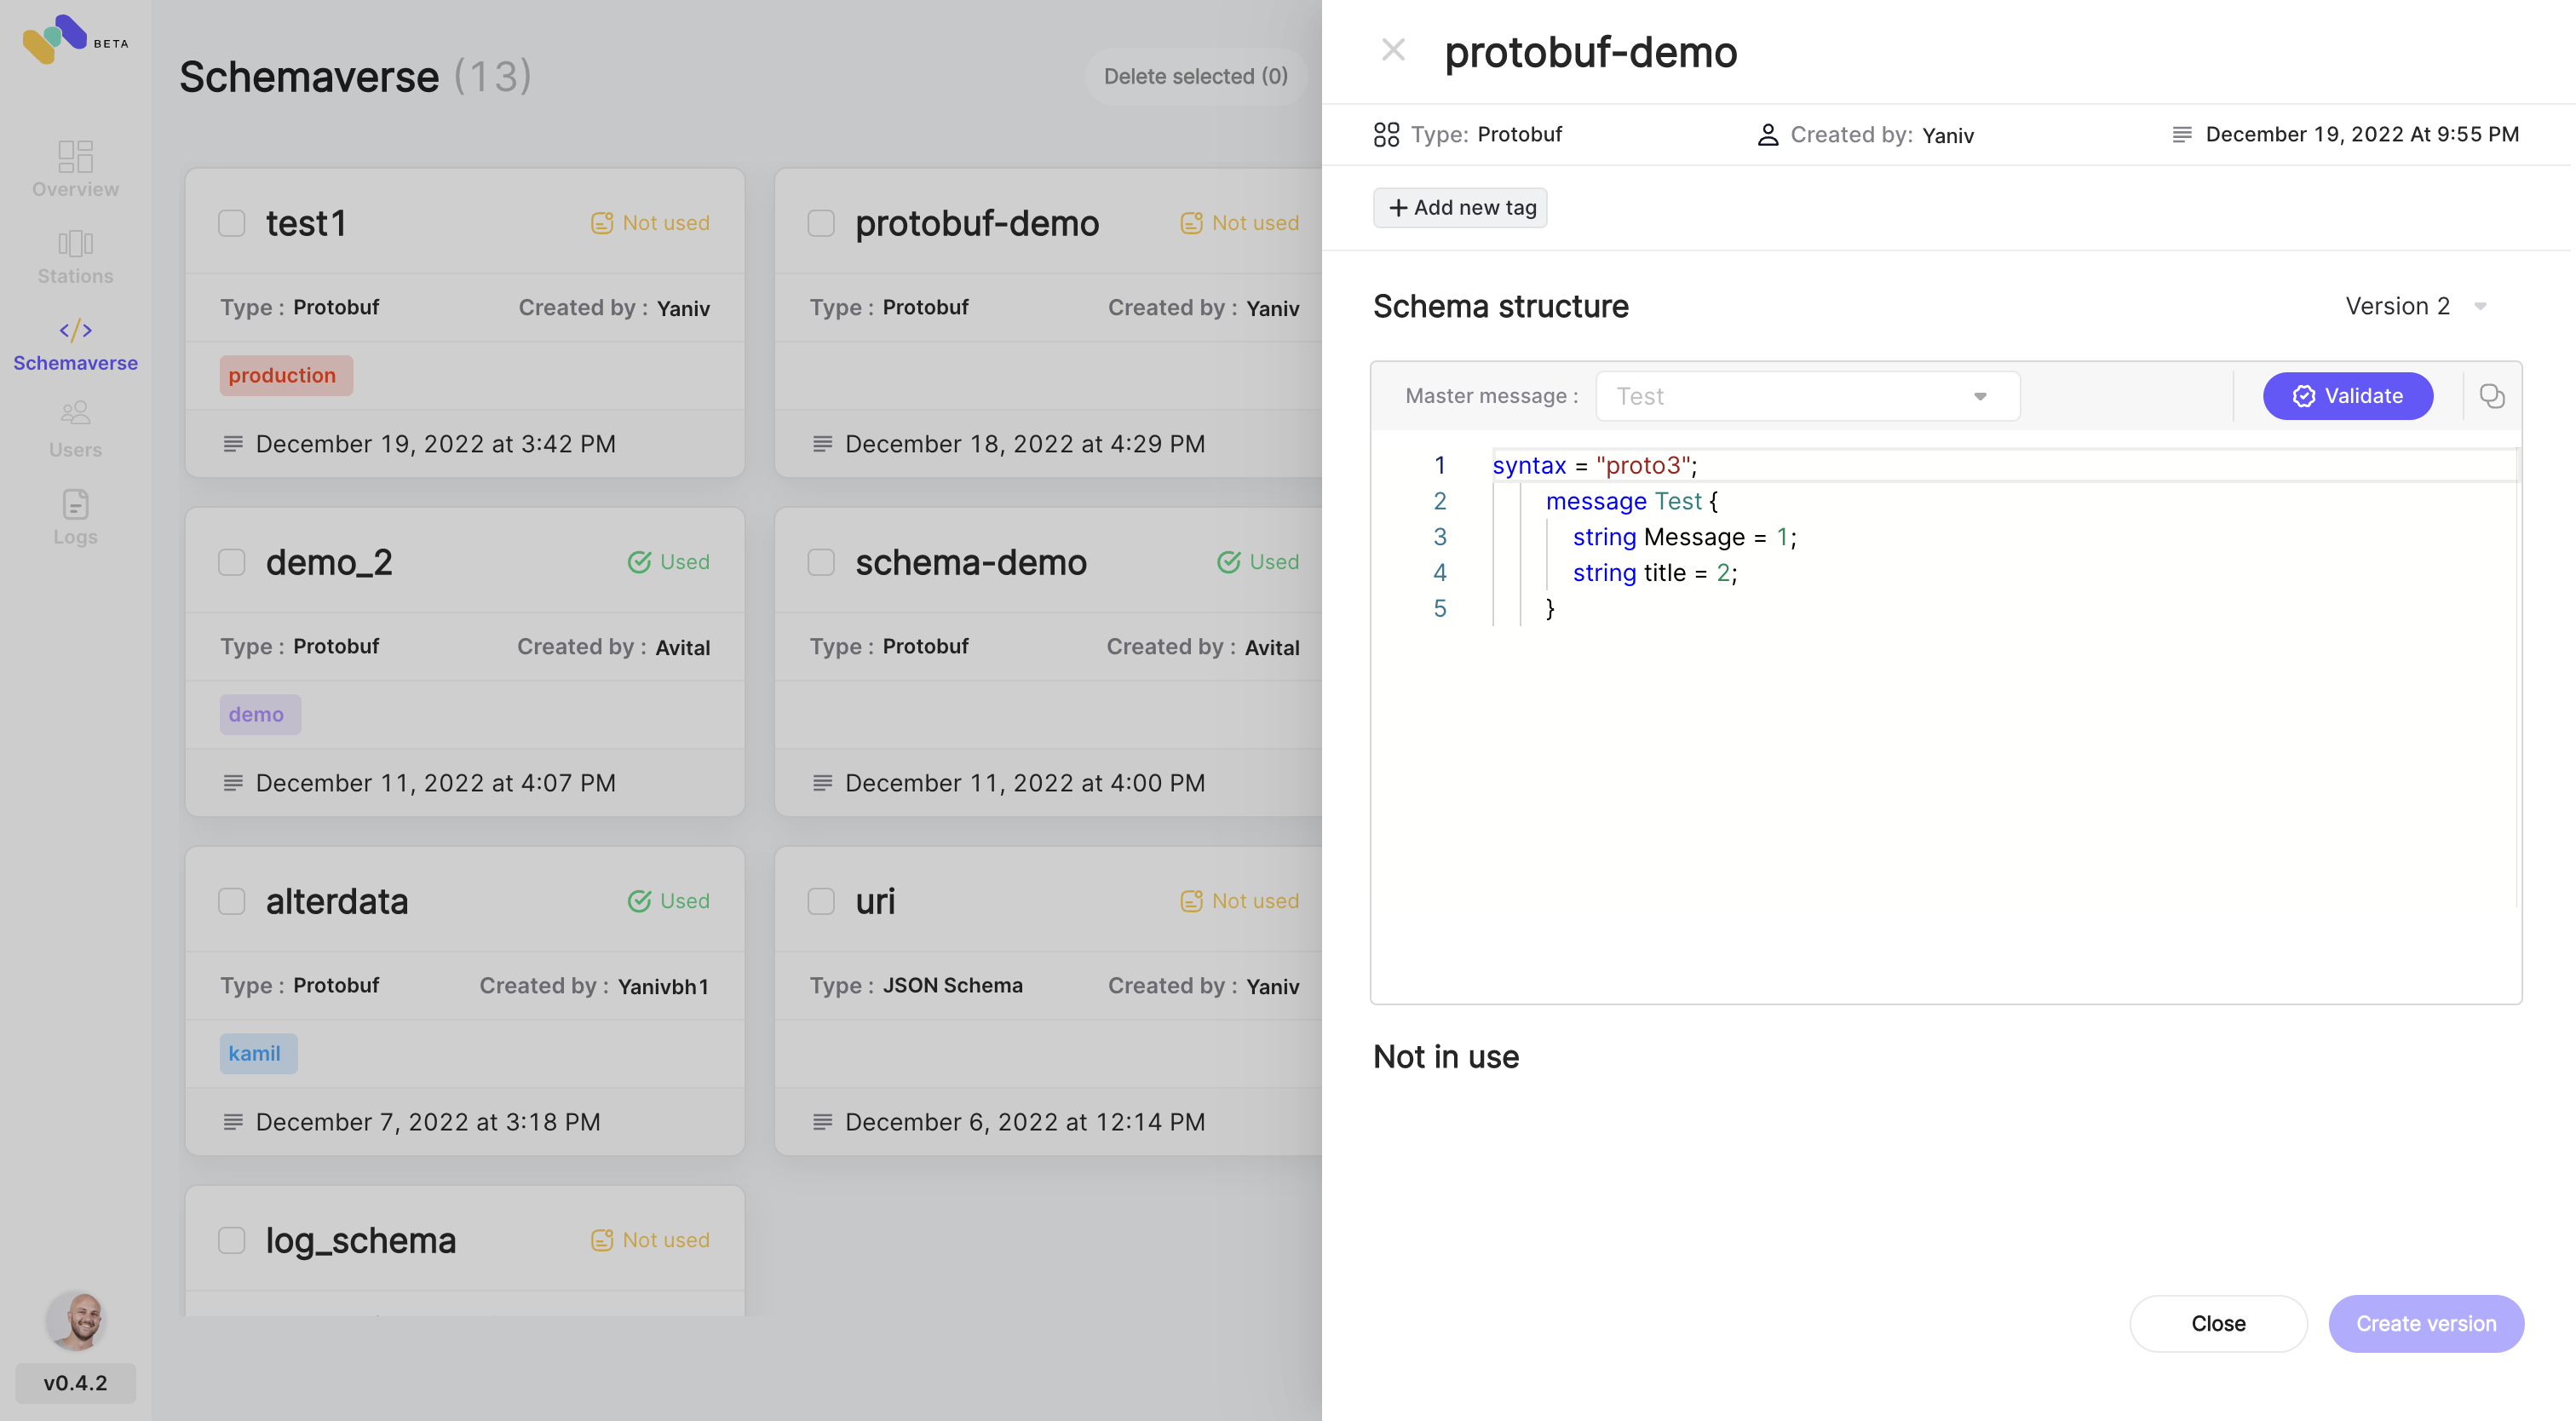 BETA
Overview
Stations
Schemaverse
Users
Logs
v0.4.2
Schemaverse (13)
Delete selected (0)
test1 Not used
Type : Protobuf Created by : Yaniv
production
December 19, 2022 at 3:42 PM
protobuf-demo Not used
Type : Protobuf Created by : Yaniv
December 18, 2022 at 4:29 PM
demo_2 Used
Type : Protobuf Created by : Avital
demo
December 11, 2022 at 4:07 PM
schema-demo Used
Type : Protobuf Created by : Avital
December 11, 2022 at 4:00 PM
alterdata Used
Type : Protobuf Created by : Yanivbh1
kamil
December 7, 2022 at 3:18 PM
uri Not used
Type : JSON Schema Created by : Yaniv
December 6, 2022 at 12:14 PM
log_schema Not used
protobuf-demo
Type: Protobuf Created by: Yaniv December 19, 2022 At 9:55 PM
+ Add new tag
Schema structure Version 2
Master message : Test Validate
1 syntax = "proto3";
2 message Test {
3 string Message = 1;
4 string title = 2;
5 }
Not in use
Close Create version